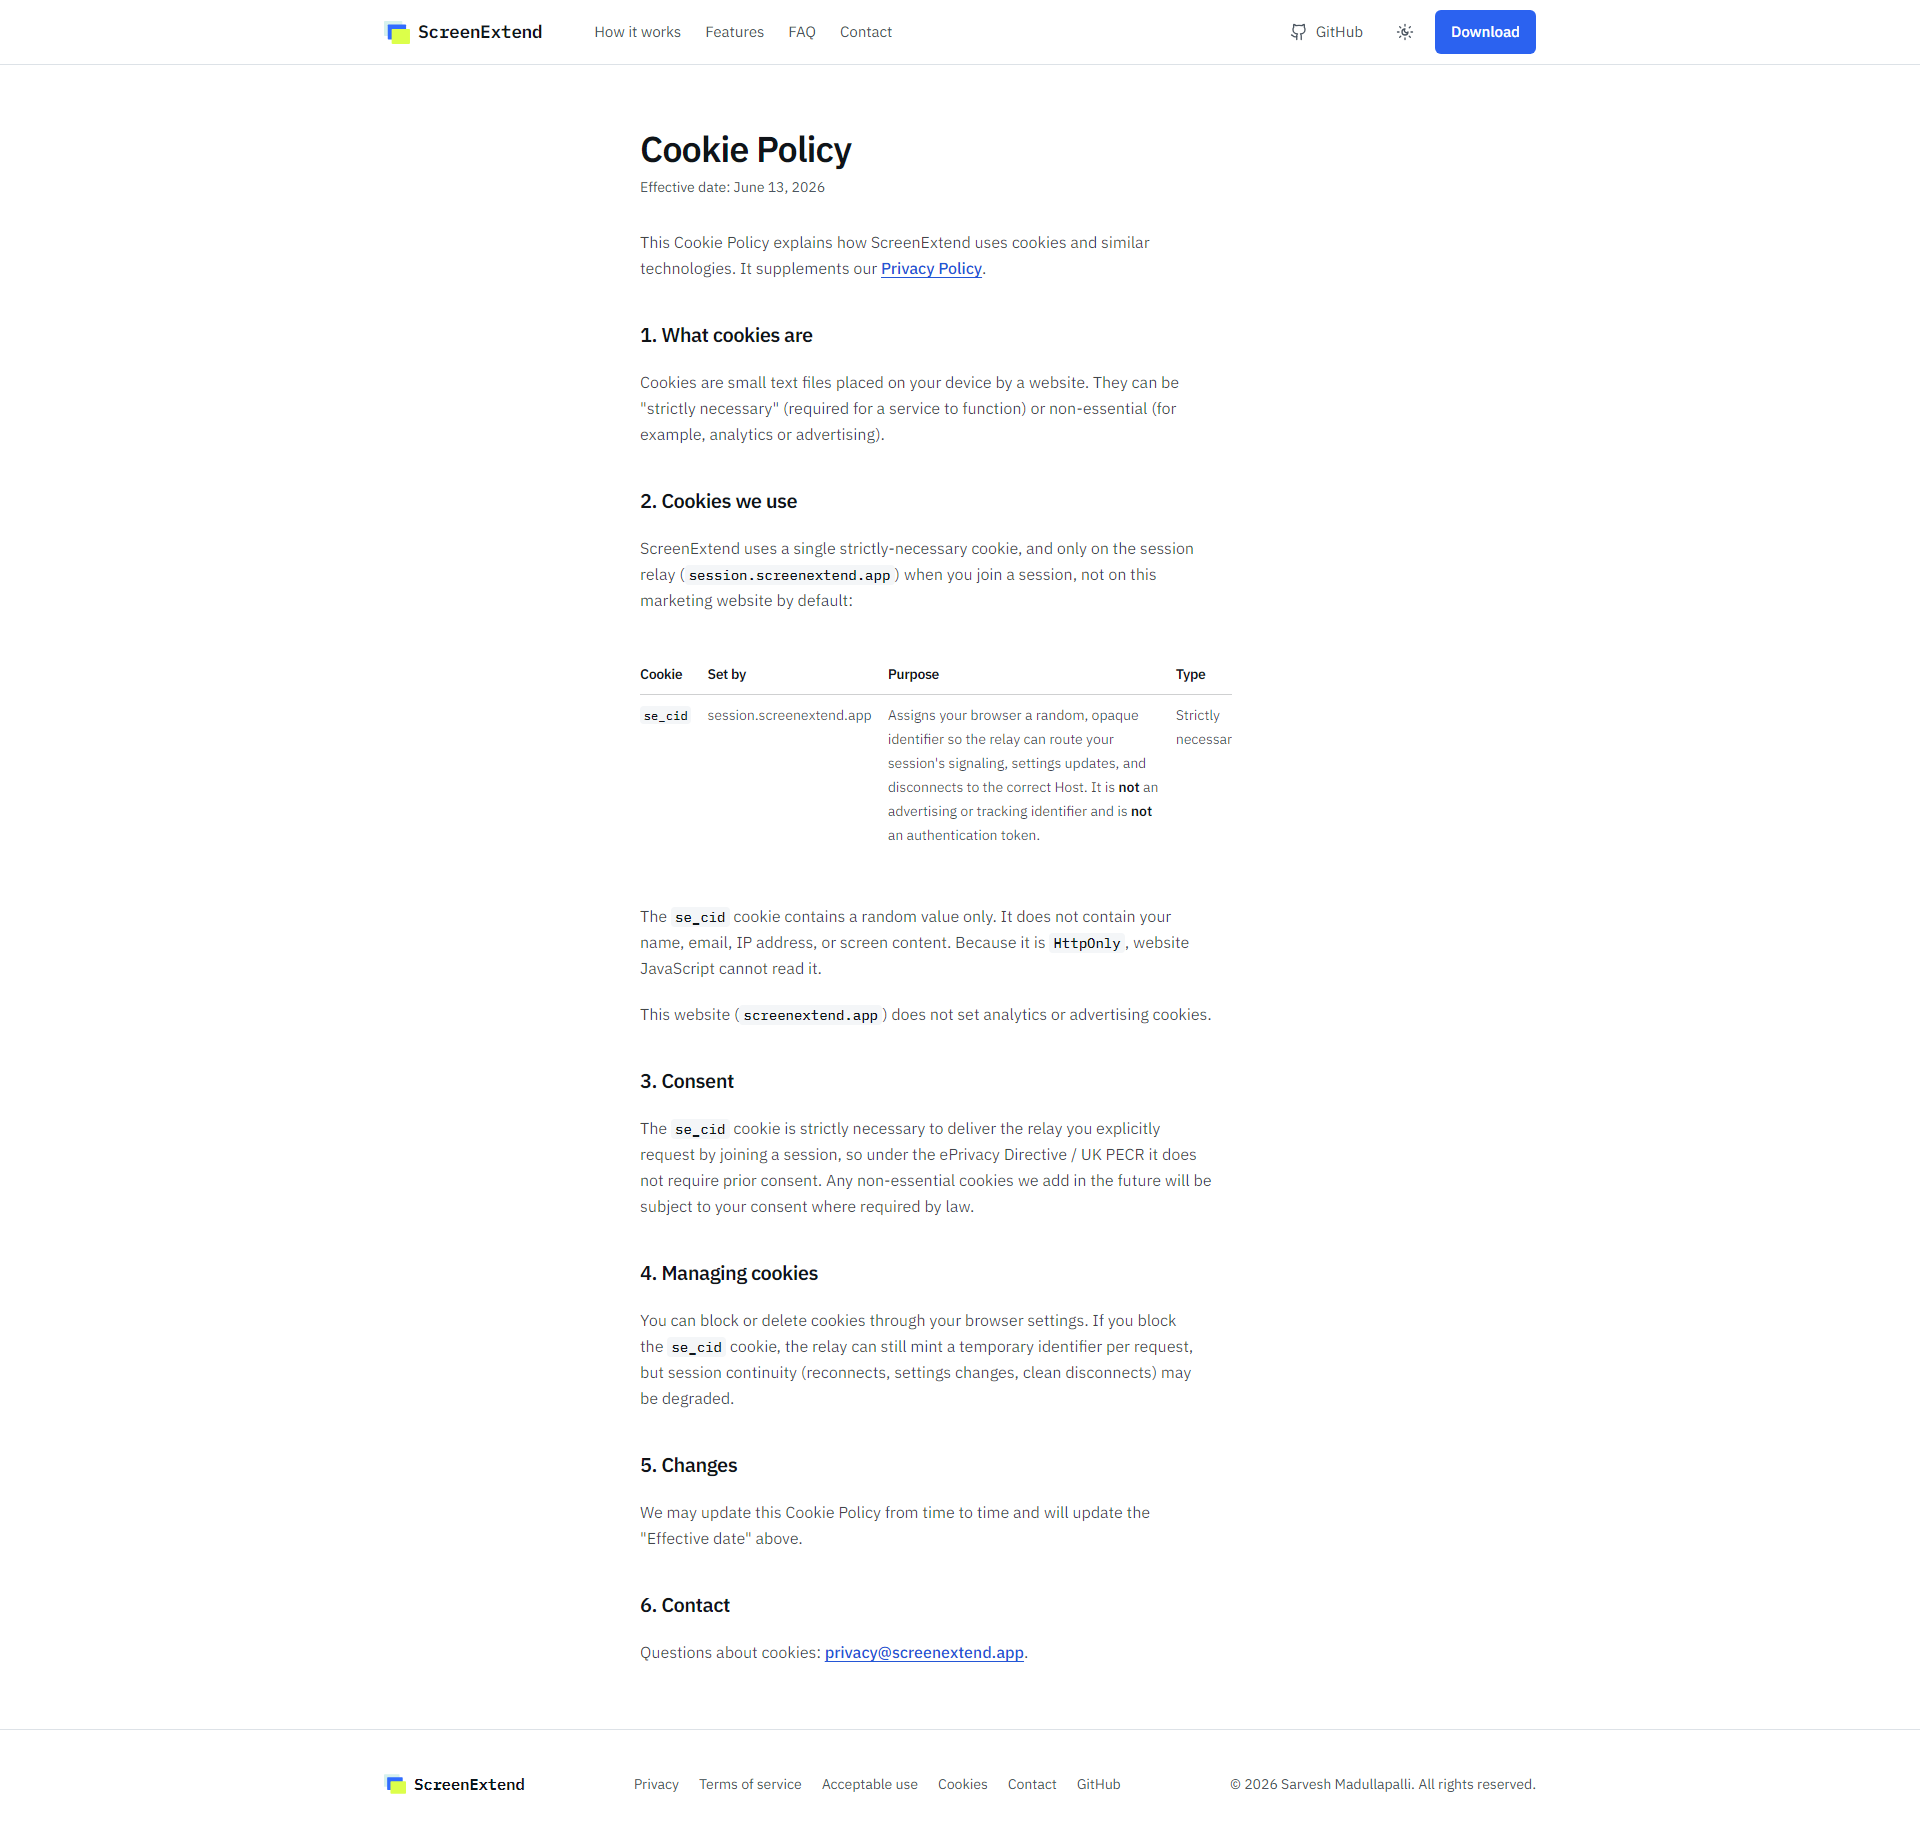 ScreenExtend How it works Features FAQ Contact GitHub Download
Cookie Policy
Effective date: June 13, 2026
This Cookie Policy explains how ScreenExtend uses cookies and similar
technologies. It supplements our Privacy Policy.
1. What cookies are
Cookies are small text files placed on your device by a website. They can be
"strictly necessary" (required for a service to function) or non-essential (for
example, analytics or advertising).
2. Cookies we use
ScreenExtend uses a single strictly-necessary cookie, and only on the session
relay (session.screenextend.app) when you join a session, not on this
marketing website by default:
Cookie Set by Purpose Type
se_cid session.screenextend.app Assigns your browser a random, opaque Strictly
identifier so the relay can route your necessar
session's signaling, settings updates, and
disconnects to the correct Host. It is not an
advertising or tracking identifier and is not
an authentication token.
The se_cid cookie contains a random value only. It does not contain your
name, email, IP address, or screen content. Because it is HttpOnly, website
JavaScript cannot read it.
This website (screenextend.app) does not set analytics or advertising cookies.
3. Consent
The se_cid cookie is strictly necessary to deliver the relay you explicitly
request by joining a session, so under the ePrivacy Directive / UK PECR it does
not require prior consent. Any non-essential cookies we add in the future will be
subject to your consent where required by law.
4. Managing cookies
You can block or delete cookies through your browser settings. If you block
the se_cid cookie, the relay can still mint a temporary identifier per request,
but session continuity (reconnects, settings changes, clean disconnects) may
be degraded.
5. Changes
We may update this Cookie Policy from time to time and will update the
"Effective date" above.
6. Contact
Questions about cookies: privacy@screenextend.app.
ScreenExtend Privacy Terms of service Acceptable use Cookies Contact GitHub © 2026 Sarvesh Madullapalli. All rights reserved.